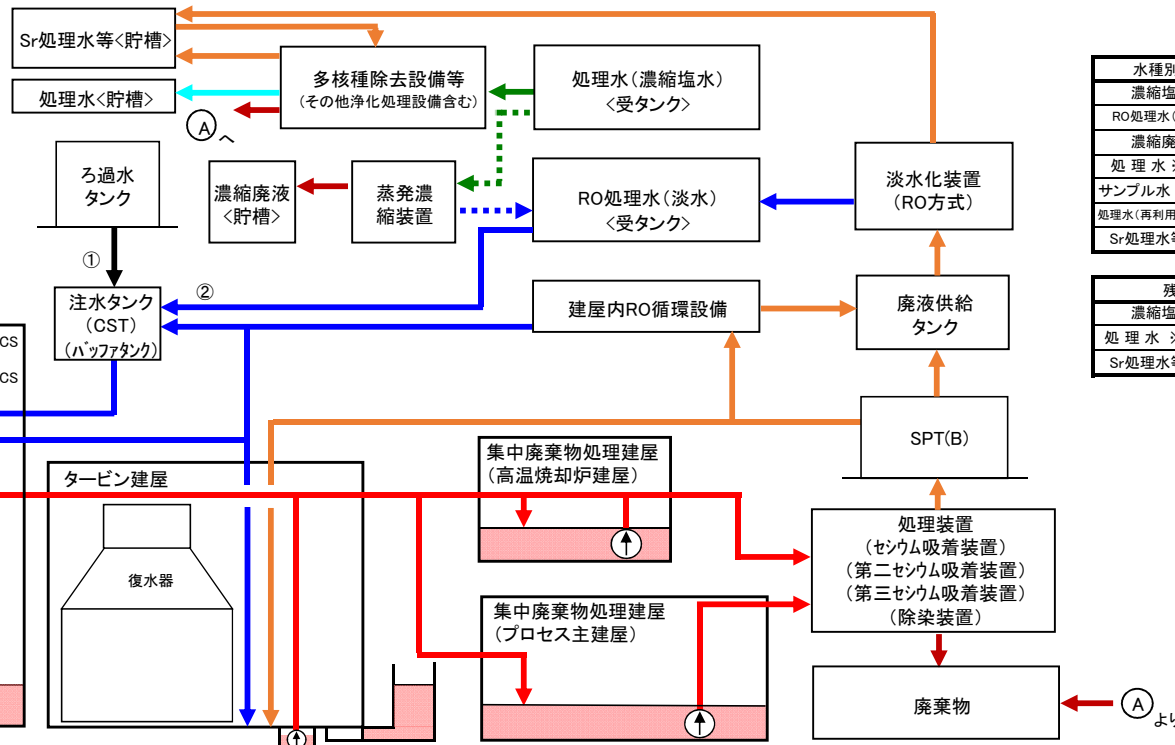 Sr処理水等<貯槽>
処理水<貯槽>
多核種除去設備等
(その他浄化処理設備含む)
Aへ
処理水(濃縮塩水)
<受タンク>
ろ過水
タンク
濃縮廃液
<貯槽>
蒸発濃
縮装置
RO処理水(淡水)
<受タンク>
淡水化装置
(RO方式)
①
②
注水タンク
(CST)
(バッファタンク)
建屋内RO循環設備
廃液供給
タンク
CS
CS
SPT(B)
タービン建屋
復水器
集中廃棄物処理建屋
(高温焼却炉建屋)
集中廃棄物処理建屋
(プロセス主建屋)
処理装置
(セシウム吸着装置)
(第二セシウム吸着装置)
(第三セシウム吸着装置)
(除染装置)
廃棄物
Aよ
水種別
濃縮塩
RO処理水(
濃縮廃
処理水※
サンプル水
処理水(再利用
Sr処理水等
残
濃縮塩
処理水※
Sr処理水等